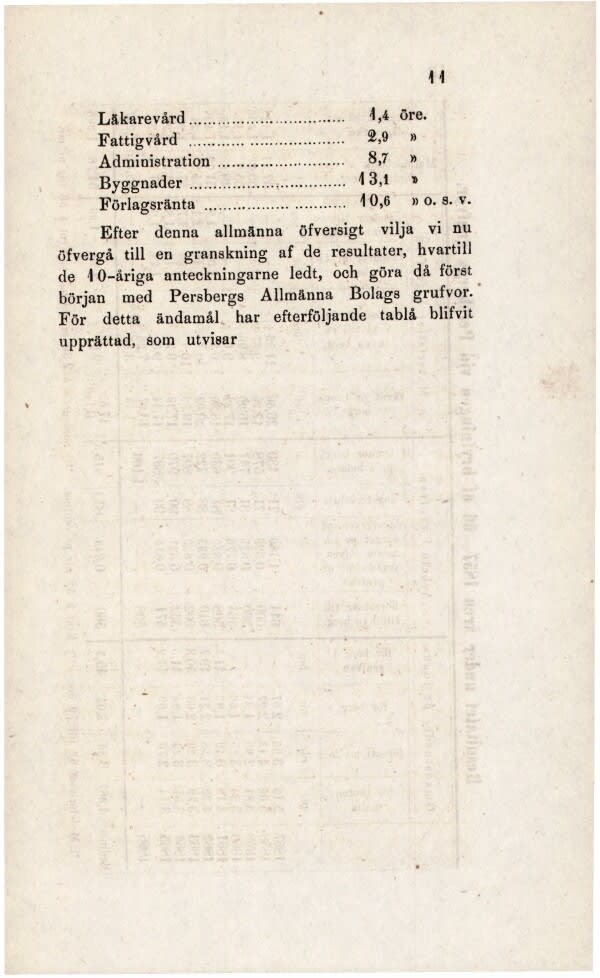 11
Läkarevård ................................ 1,4 öre.
Fattigvård ................................ 2,9 »
Administration ........................ 8,7 »
Byggnader ................................ 13,1 »
Förlagsränta ............................ 10,6 » o. s. v.
Efter denna allmänna öfversigt vilja vi nu
öfvergå till en granskning af de resultater, hvartill
de 10-åriga anteckningarne ledt, och göra då först
början med Persbergs Allmänna Bolags grufvor.
För detta ändamål har efterföljande tablå blifvit
upprättad, som utvisar